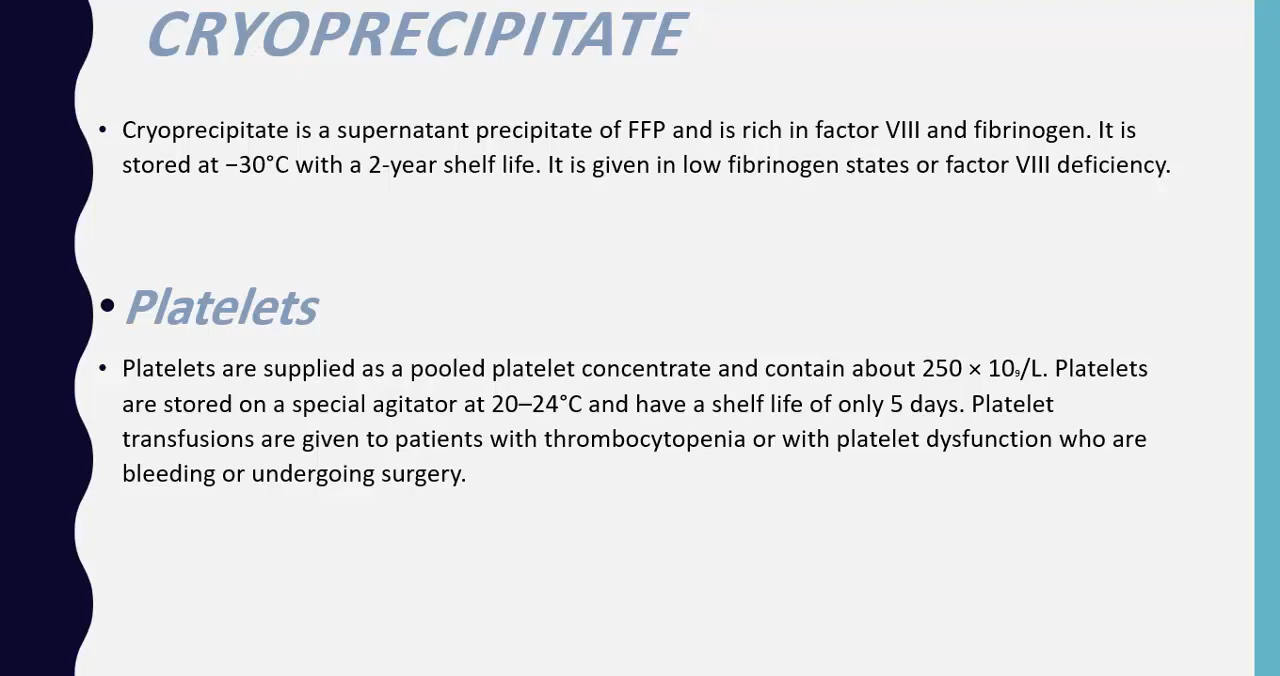 CRYOPRECIPITATE
• Cryoprecipitate is a supernatant precipitate of FFP and is rich in factor VIII and fibrinogen. It is
stored at −30°C with a 2-year shelf life. It is given in low fibrinogen states or factor VIII deficiency.
• Platelets
• Platelets are supplied as a pooled platelet concentrate and contain about 250 × 10₉/L. Platelets
are stored on a special agitator at 20–24°C and have a shelf life of only 5 days. Platelet
transfusions are given to patients with thrombocytopenia or with platelet dysfunction who are
bleeding or undergoing surgery.